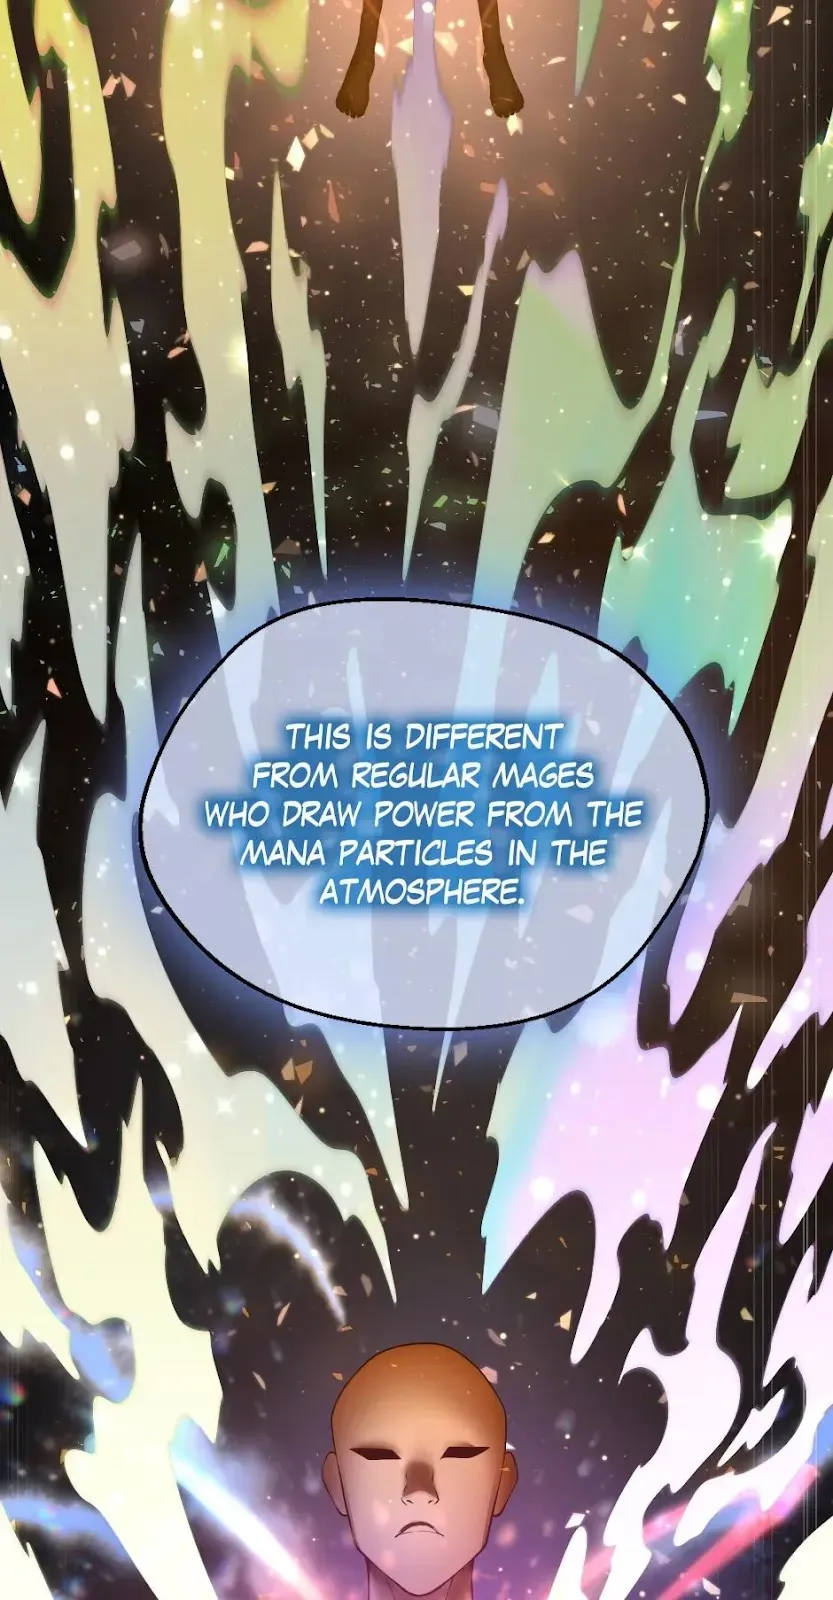 THIS IS DIFFERENT
FROM REGULAR MAGES
WHO DRAW POWER FROM THE
MANA PARTICLES IN THE
ATMOSPHERE.